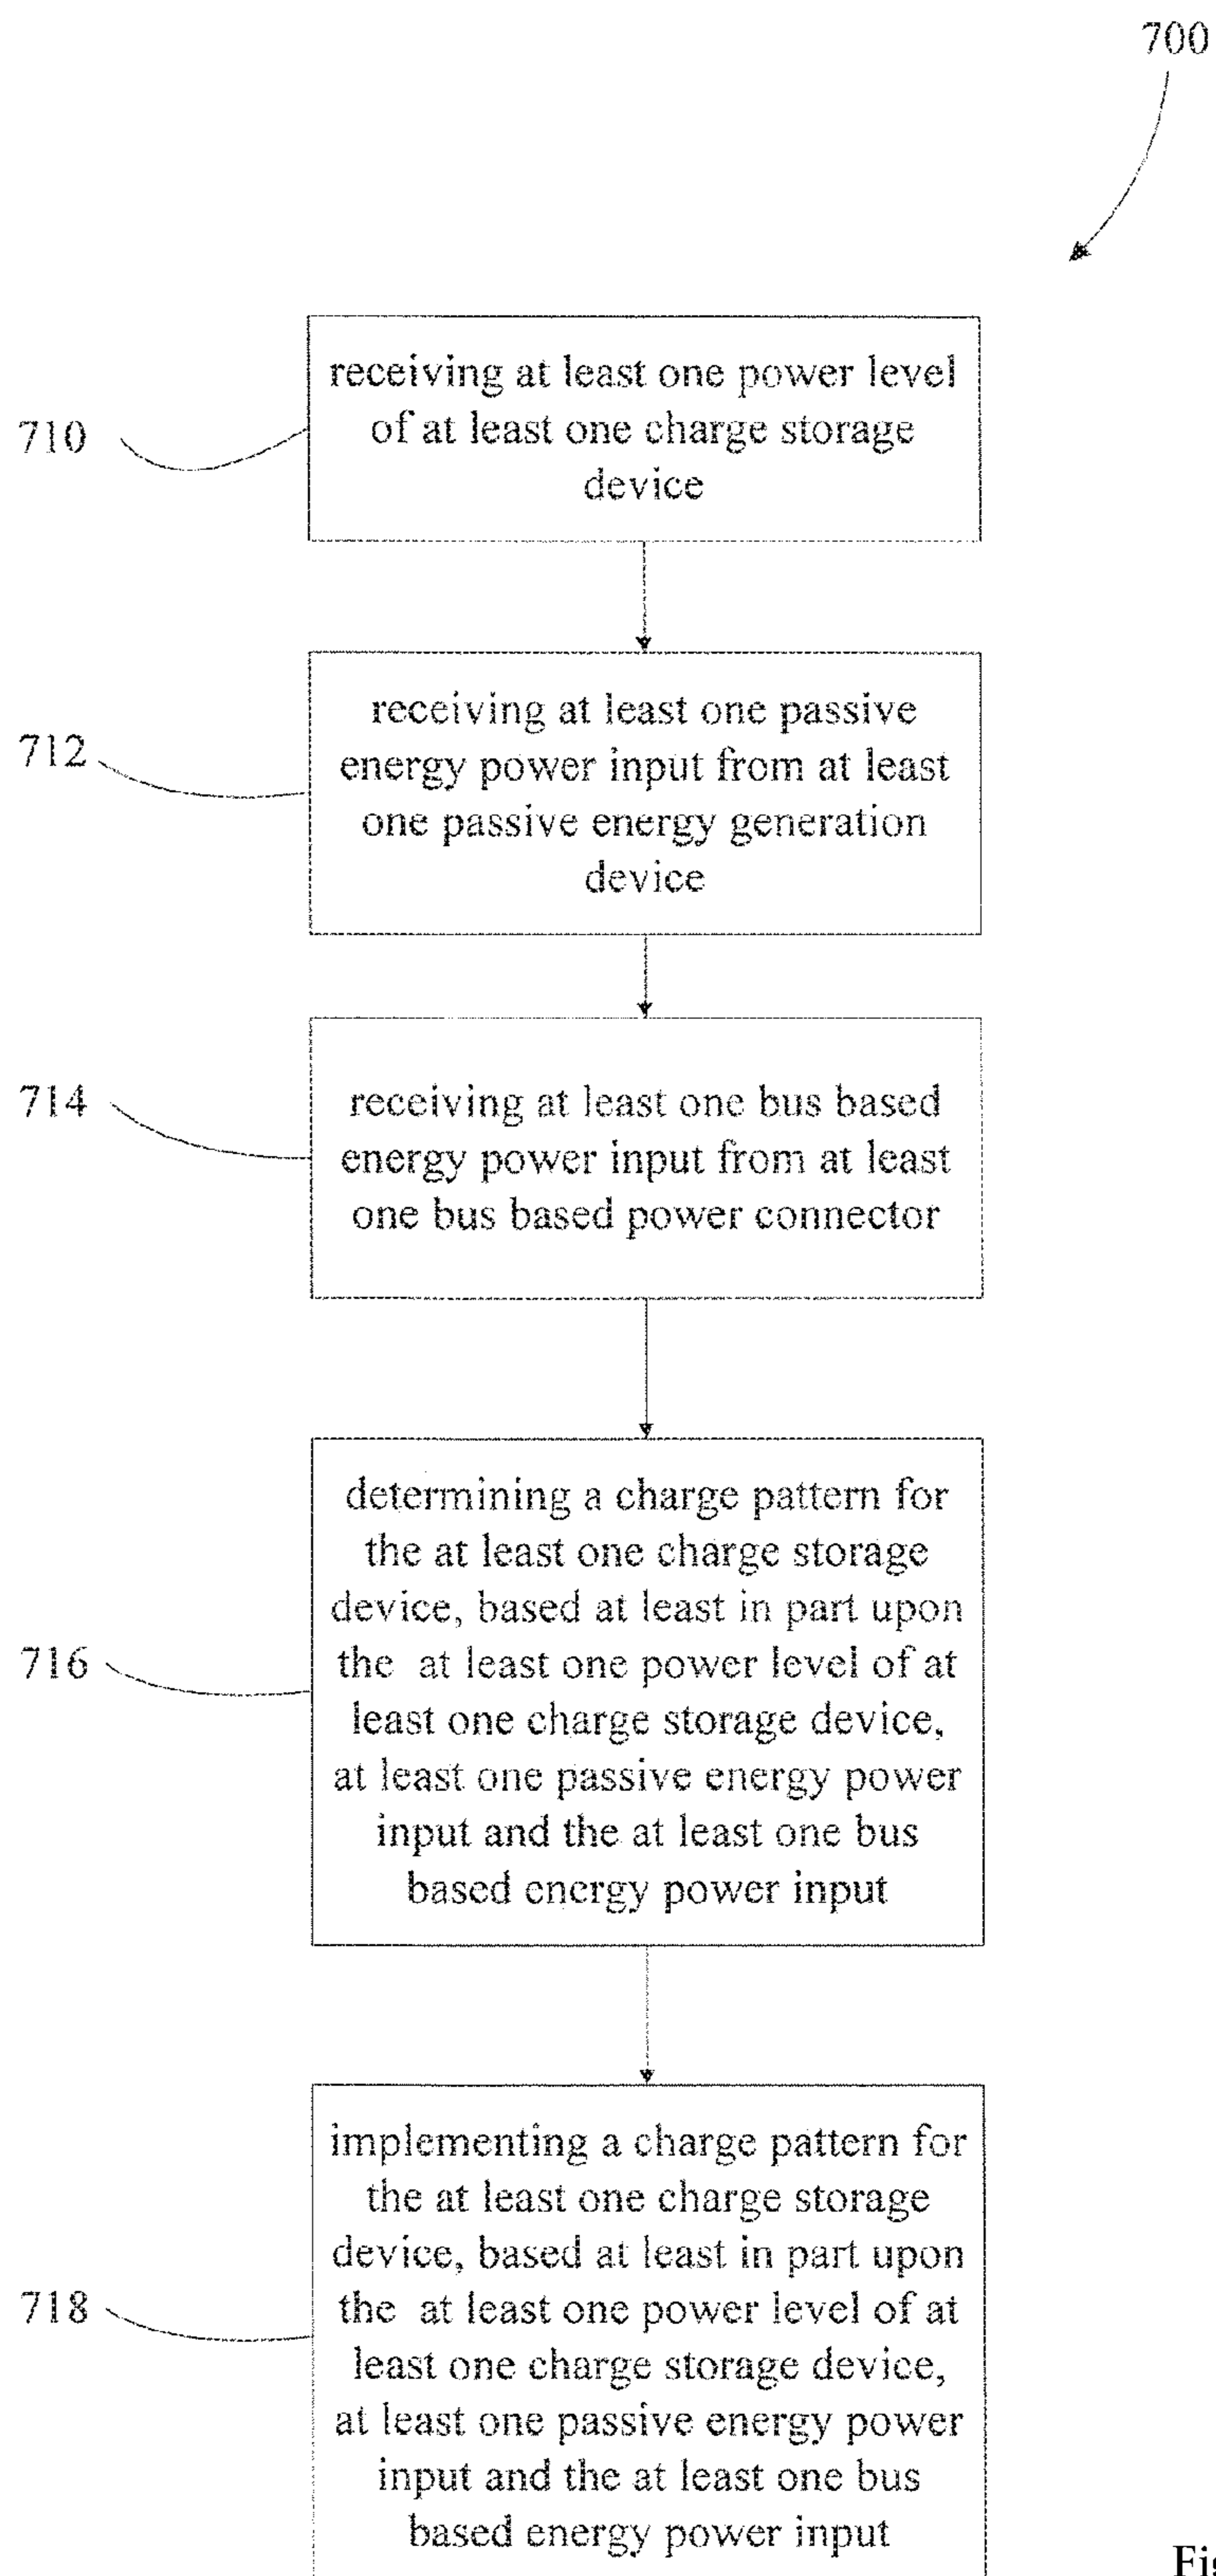 700
710
receiving at least one power level
of at least one charge storage
device
712
receiving at least one passive
energy power input from at least
one passive energy generation
device
714
receiving at least one bus based
energy power input from at least
one bus based power connector
716
determining a charge pattern for
the at least one charge storage
device, based at least in part upon
the at least one power level of at
least one charge storage device,
at least one passive energy power
input and the at least one bus
based energy power input
718
implementing a charge pattern for
the at least one charge storage
device, based at least in part upon
the at least one power level of at
least one charge storage device,
at least one passive energy power
input and the at least one bus
based energy power input